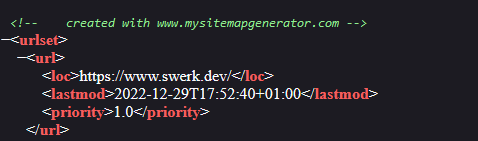 <!-- created with www.mysitemapgenerator.com -->
−<urlset>
−<url>
<loc>https://www.swerk.dev/</loc>
<lastmod>2022-12-29T17:52:40+01:00</lastmod>
<priority>1.0</priority>
</url>